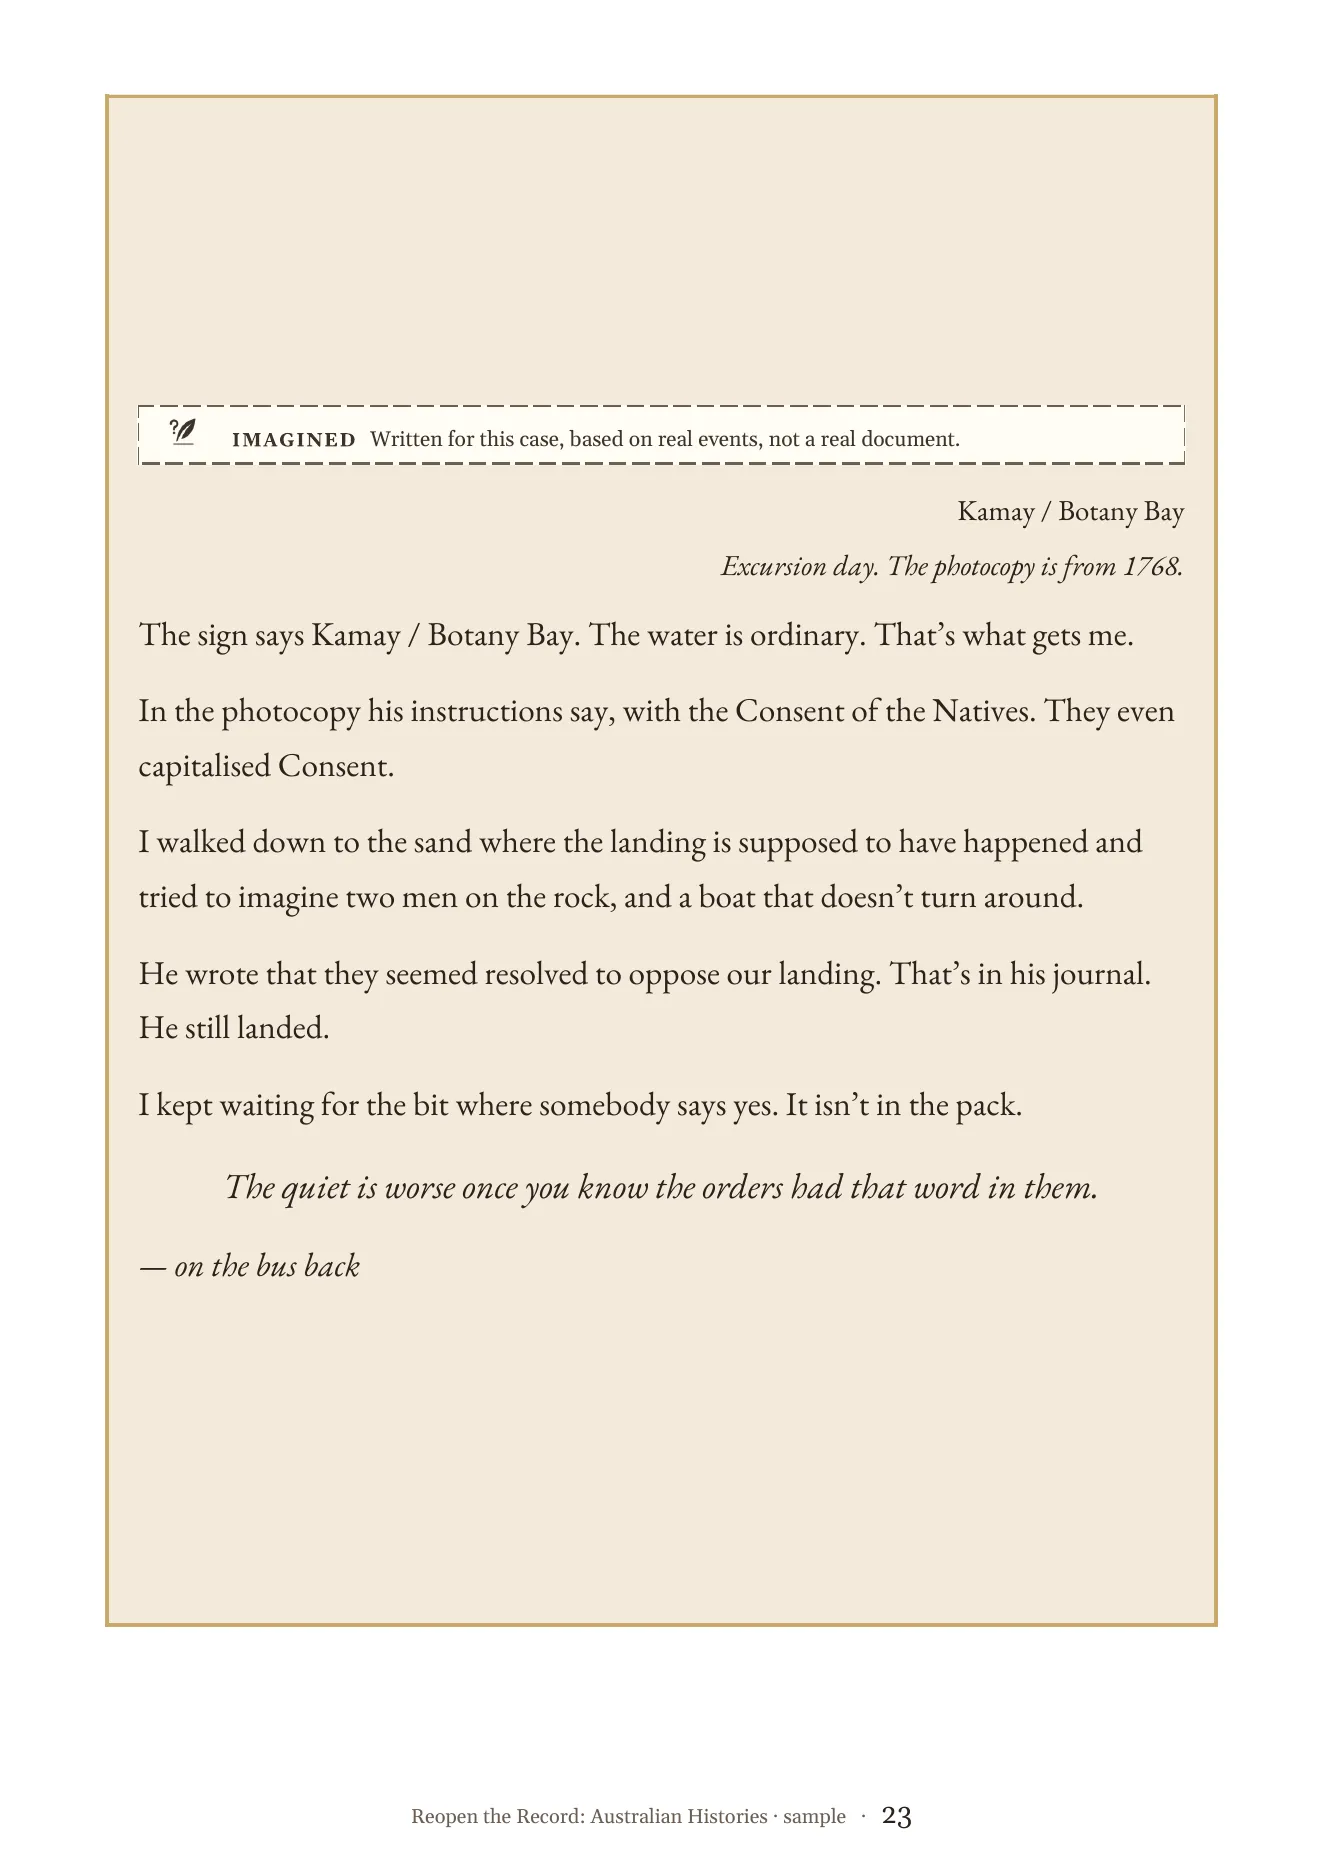 IMAGINED Written for this case, based on real events, not a real document.
Kamay / Botany Bay
Excursion day. The photocopy is from 1768.
The sign says Kamay / Botany Bay. The water is ordinary. That’s what gets me.
In the photocopy his instructions say, with the Consent of the Natives. They even
capitalised Consent.
I walked down to the sand where the landing is supposed to have happened and
tried to imagine two men on the rock, and a boat that doesn’t turn around.
He wrote that they seemed resolved to oppose our landing. That’s in his journal.
He still landed.
I kept waiting for the bit where somebody says yes. It isn’t in the pack.
The quiet is worse once you know the orders had that word in them.
— on the bus back
Reopen the Record: Australian Histories · sample · 23